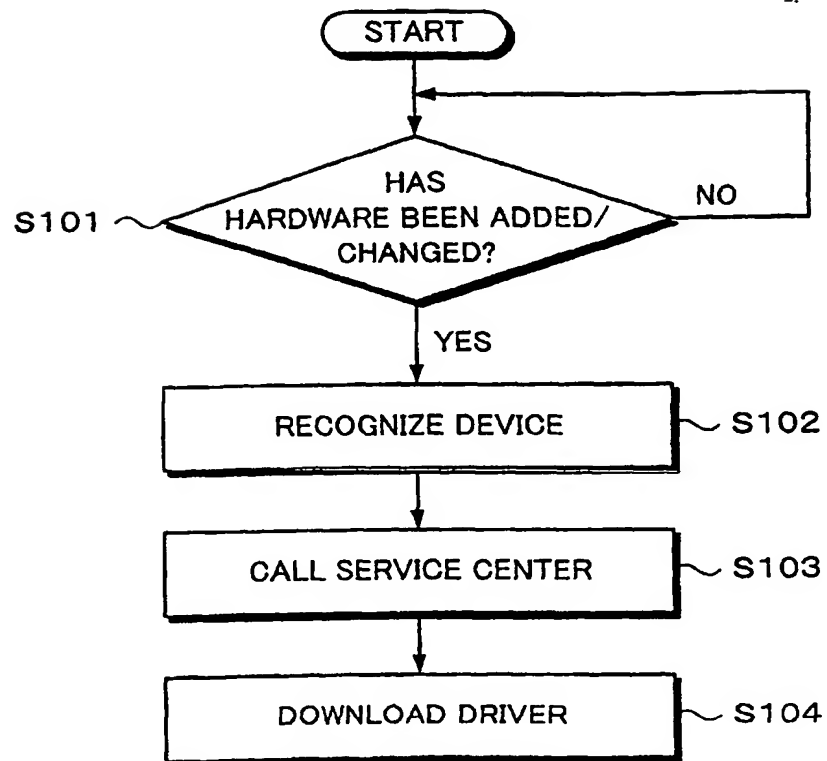 START
HAS
HARDWARE BEEN ADDED/
CHANGED?
NO
S101
YES
RECOGNIZE DEVICE
S102
CALL SERVICE CENTER
S103
DOWNLOAD DRIVER
S104